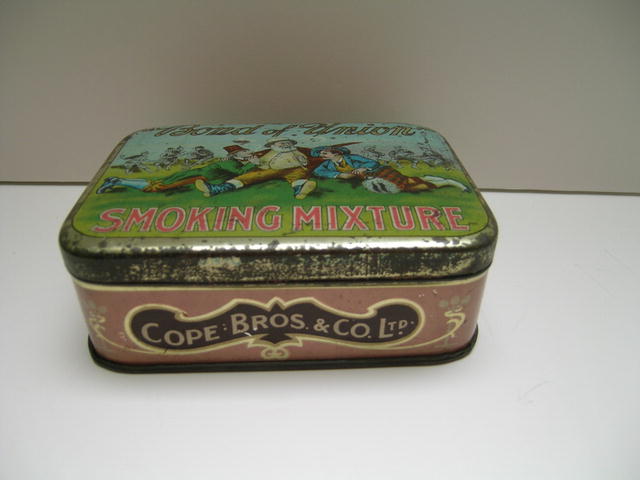 Bond of Union
SMOKING MIXTURE
COPE BROS. & CO. LTD.